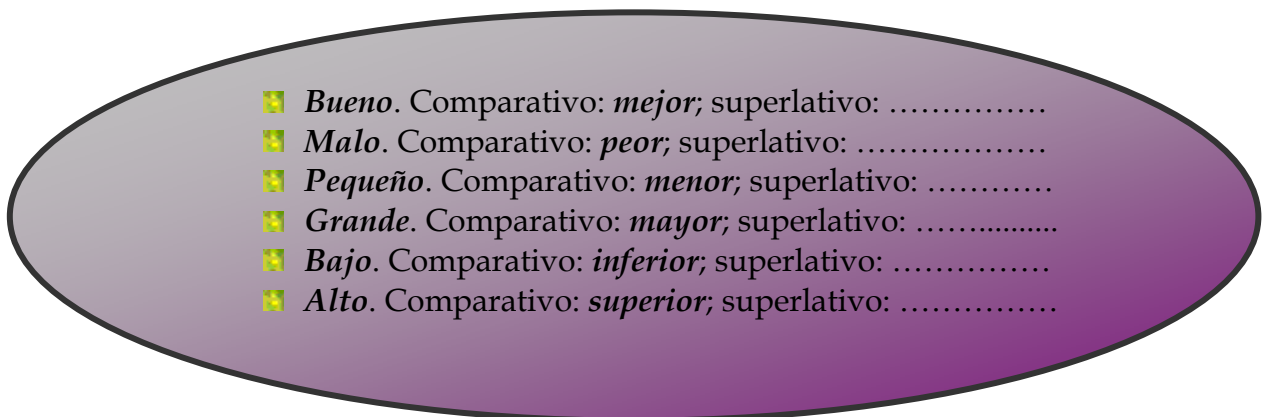 Bueno. Comparativo: mejor; superlativo: ……………
Malo. Comparativo: peor; superlativo: ………………
Pequeño. Comparativo: menor; superlativo: …………
Grande. Comparativo: mayor; superlativo: ……..........
Bajo. Comparativo: inferior; superlativo: ……………
Alto. Comparativo: superior; superlativo: ……………